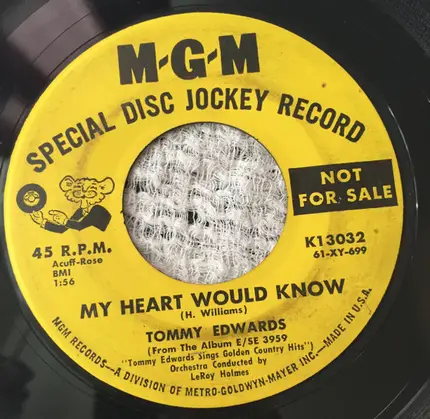 M-G-M
SPECIAL DISC JOCKEY RECORD
NOT
FOR SALE
45 R.P.M.
Acuff-Rose
BMI
1:56
K13032
61-XY-699
MY HEART WOULD KNOW
(H. Williams)
TOMMY EDWARDS
(From The Album E/SE 3959
"Tommy Edwards Sings Golden Country Hits")
Orchestra Conducted by
LeRoy Holmes
MGM RECORDS—A DIVISION OF METRO-GOLDWYN-MAYER INC.—MADE IN U.S.A.